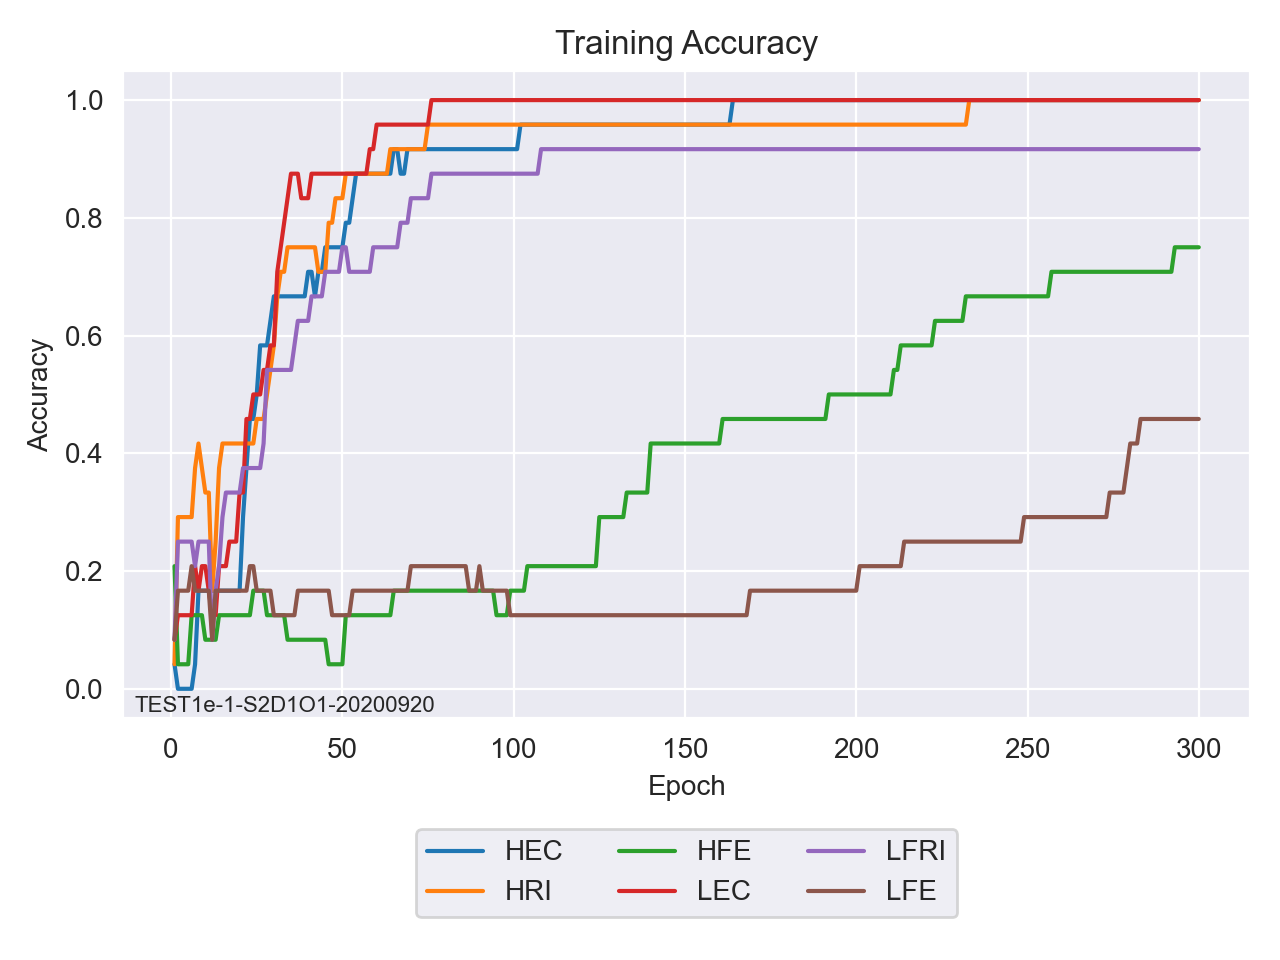 Training Accuracy
Accuracy
1.0
0.8
0.6
0.4
0.2
0.0
TEST1e-1-S2D1O1-20200920
0 50 100 150 200 250 300
Epoch
HEC HFE LFRI
HRI LEC LFE